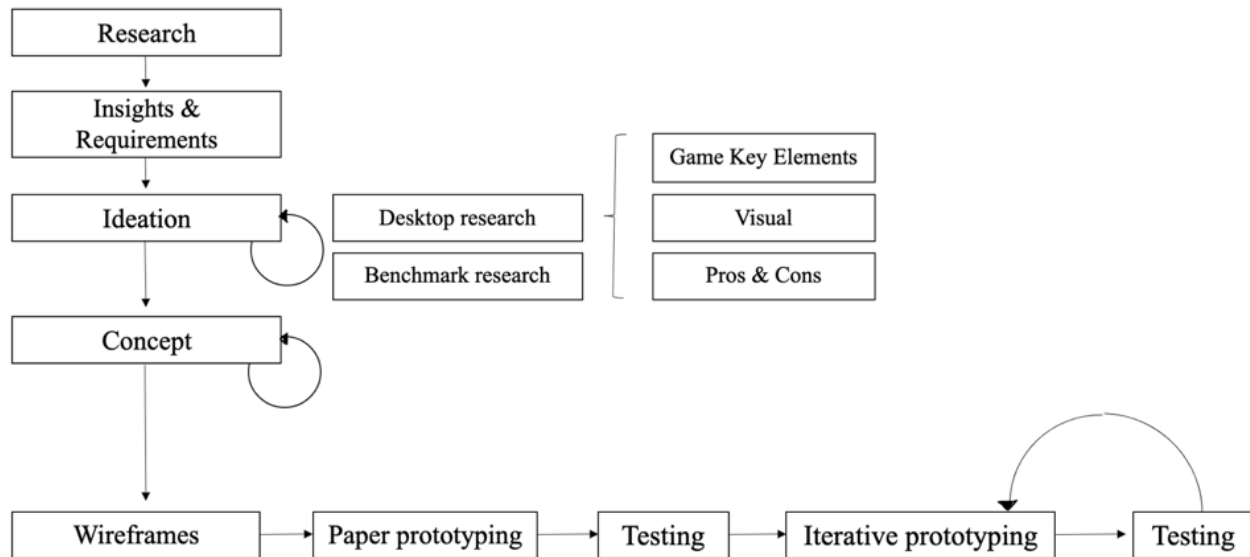 Research
Insights &
Requirements
Ideation
Desktop research
Benchmark research
Game Key Elements
Visual
Pros & Cons
Concept
Wireframes
Paper prototyping
Testing
Iterative prototyping
Testing